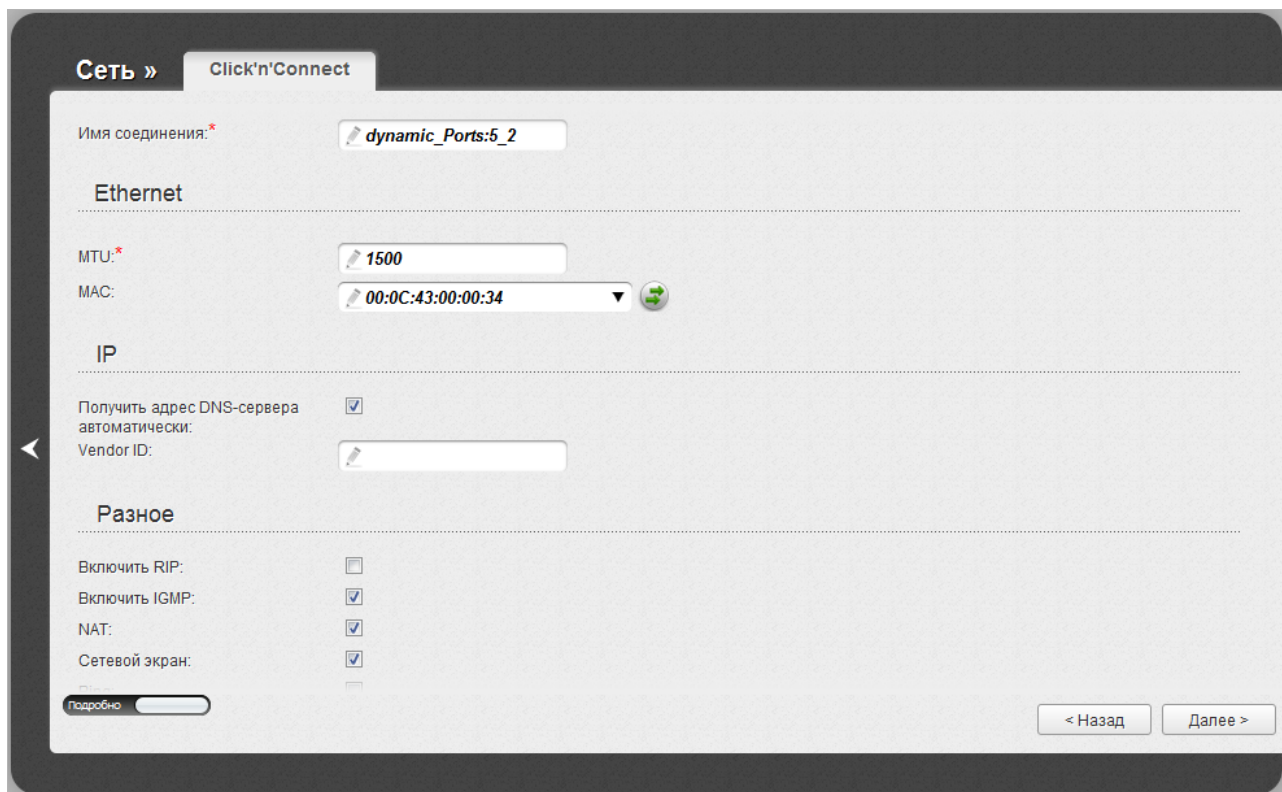 Сеть »
Click'n'Connect
Имя соединения:*
dynamic_Ports:5_2
Ethernet
MTU:*
1500
MAC:
00:0C:43:00:00:34
IP
Получить адрес DNS-сервера
автоматически:
Vendor ID:
Разное
Включить RIP:
Включить IGMP:
NAT:
Сетевой экран:
Подробно
< Назад
Далее >